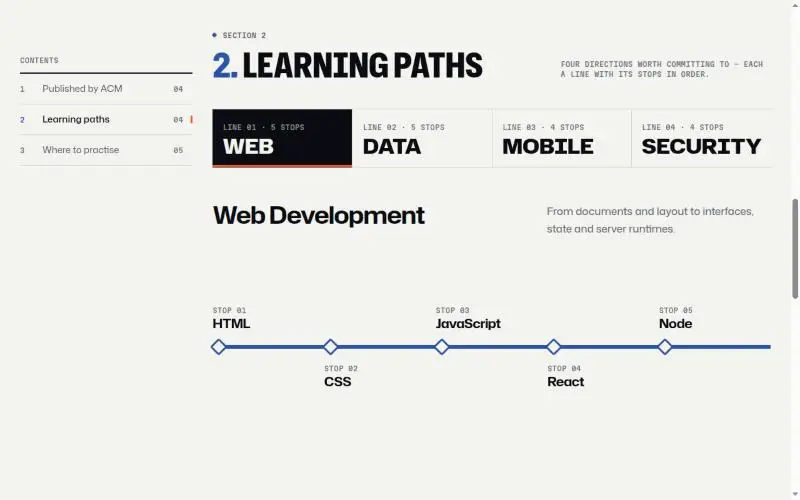 CONTENTS
1 Published by ACM 04
2 Learning paths 04
3 Where to practise 05
SECTION 2
2. LEARNING PATHS
FOUR DIRECTIONS WORTH COMMITTING TO — EACH
A LINE WITH ITS STOPS IN ORDER.
LINE 01 · 5 STOPS
WEB
LINE 02 · 5 STOPS
DATA
LINE 03 · 4 STOPS
MOBILE
LINE 04 · 4 STOPS
SECURITY
Web Development
From documents and layout to interfaces,
state and server runtimes.
STOP 01
HTML
STOP 02
CSS
STOP 03
JavaScript
STOP 04
React
STOP 05
Node